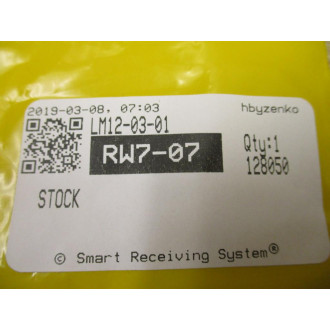 2019-03-08, 07:03 hbyzenko
LM12-03-01
RW7-07 Qty:1
128050
STOCK
© Smart Receiving System®